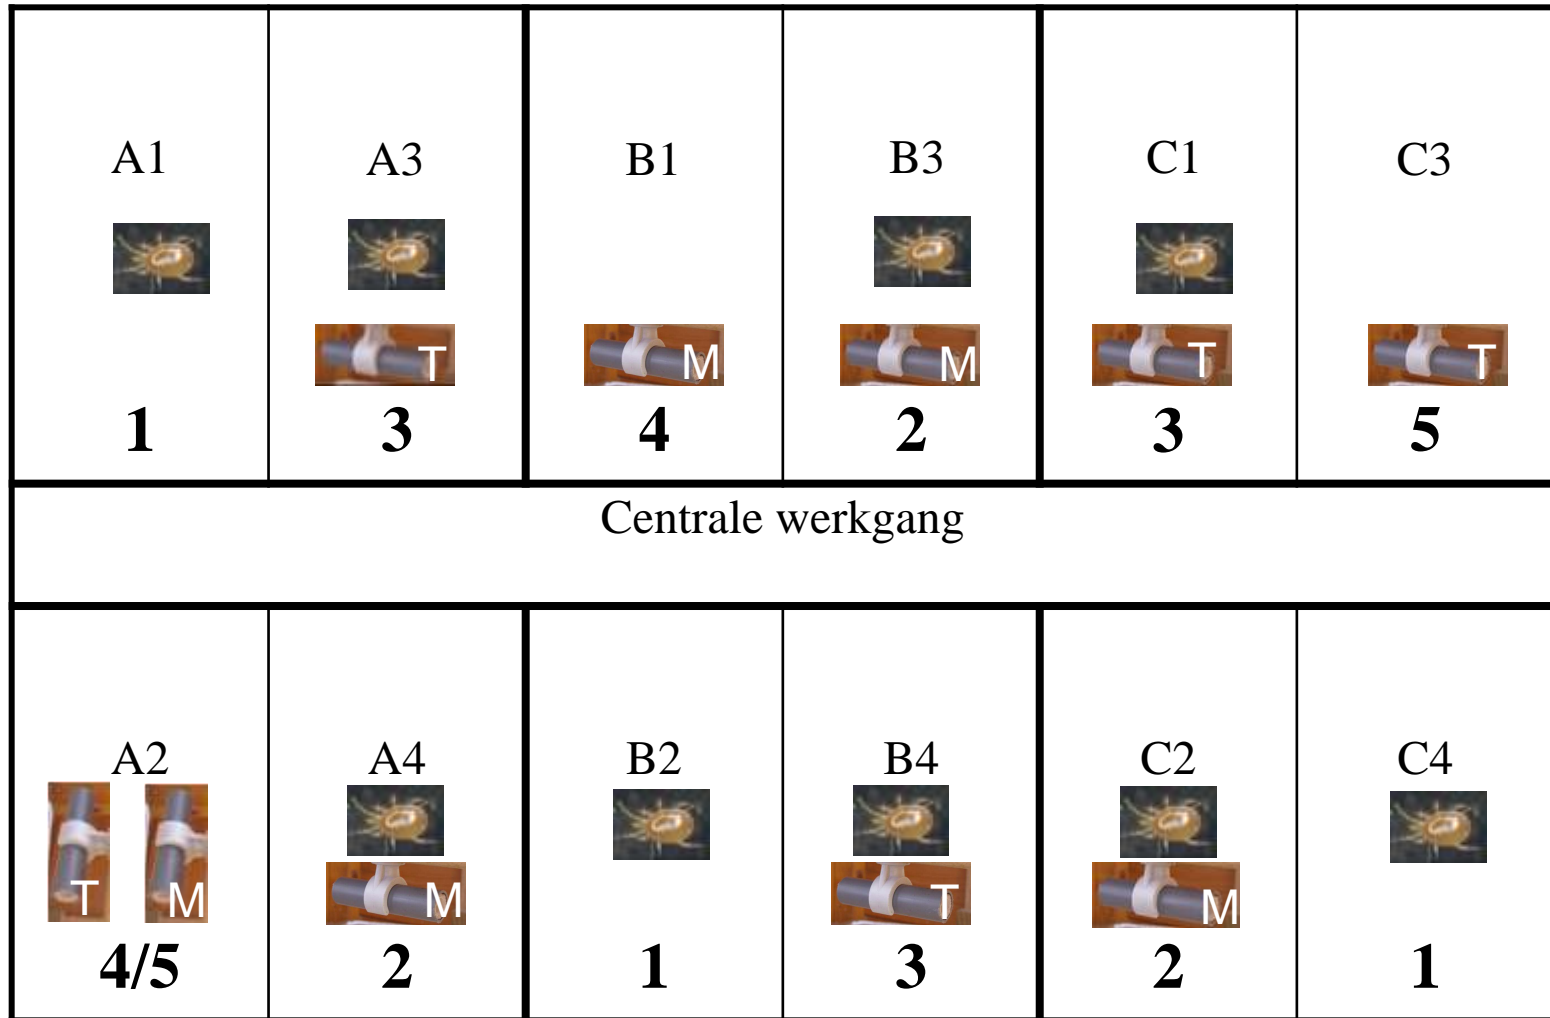 A1 A3 B1 B3 C1 C3
T M M T T
1 3 4 2 3 5
Centrale werkgang
A2 A4 B2 B4 C2 C4
T M M T M
4/5 2 1 3 2 1